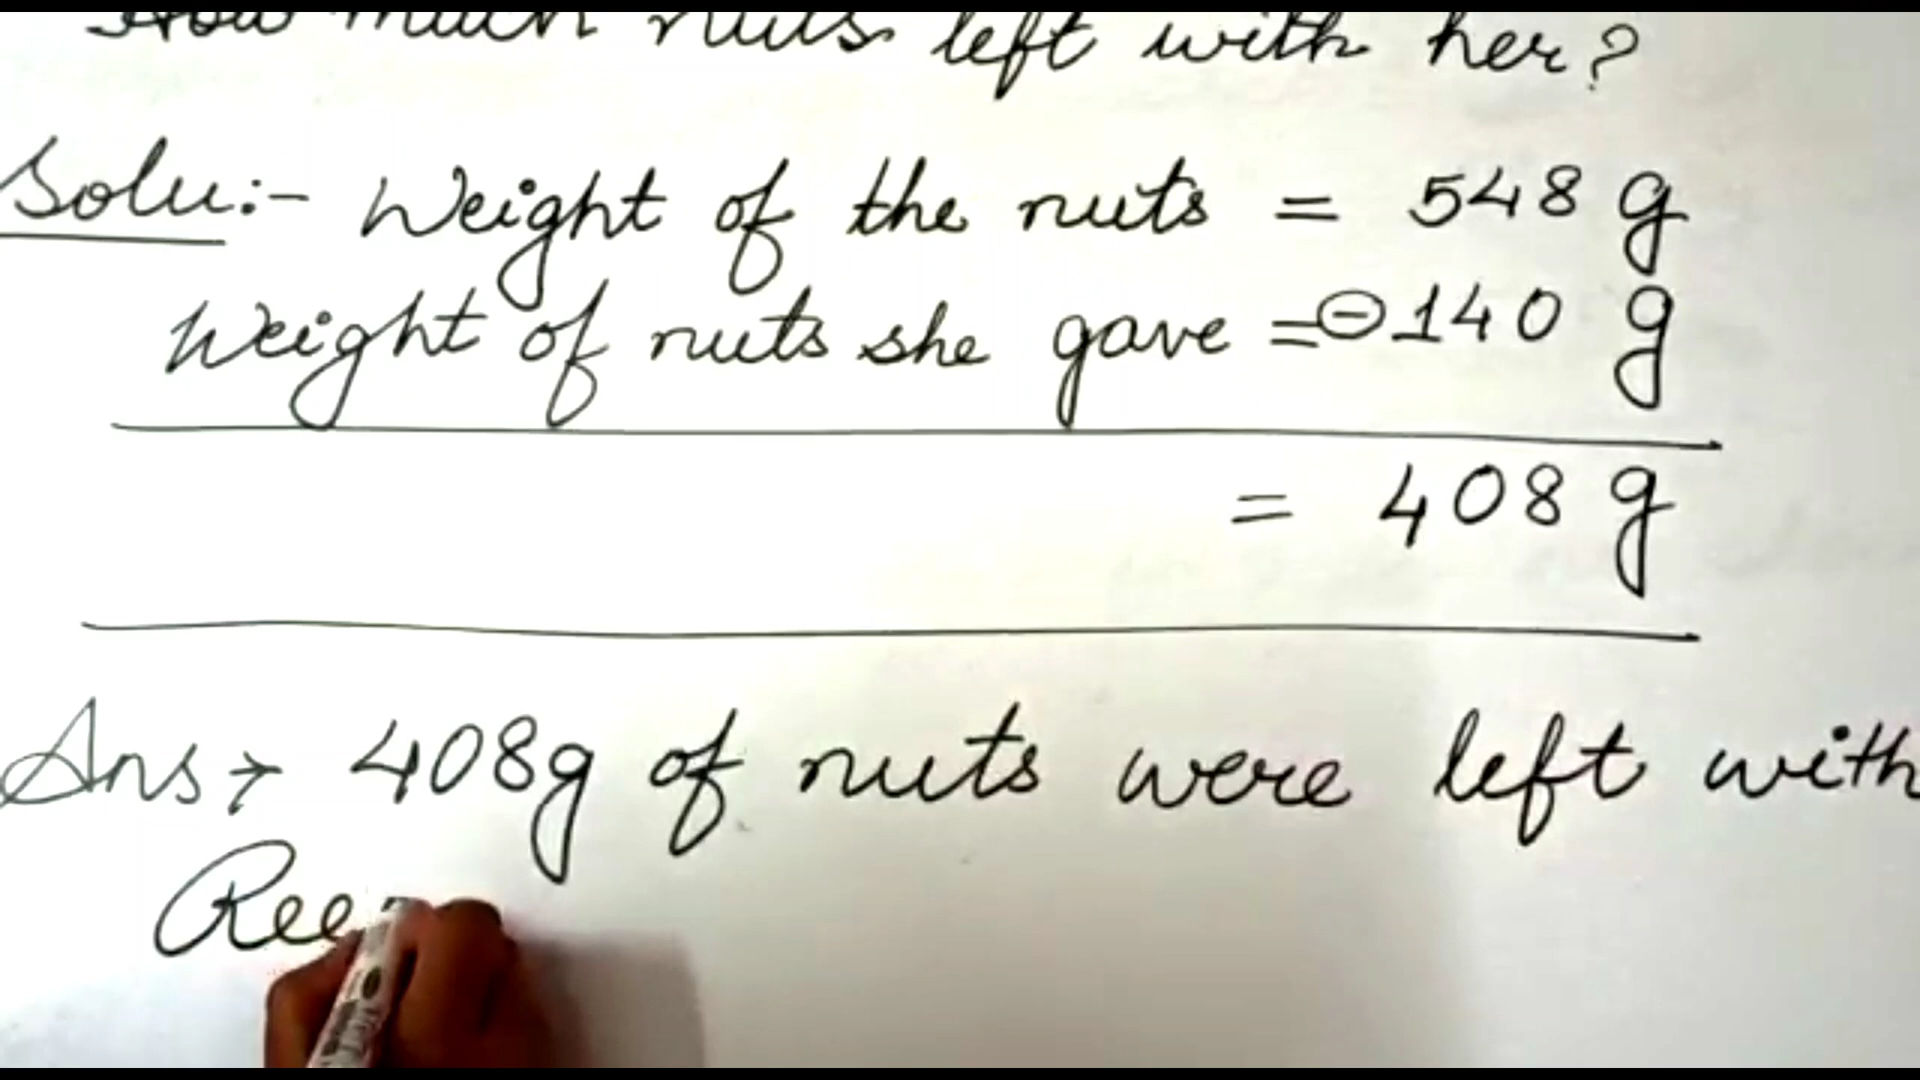 How much nuts left with her?
Solu:- Weight of the nuts = 548 g
Weight of nuts she gave = ⊖ 140 g
= 408 g
Ans → 408g of nuts were left with
Ree